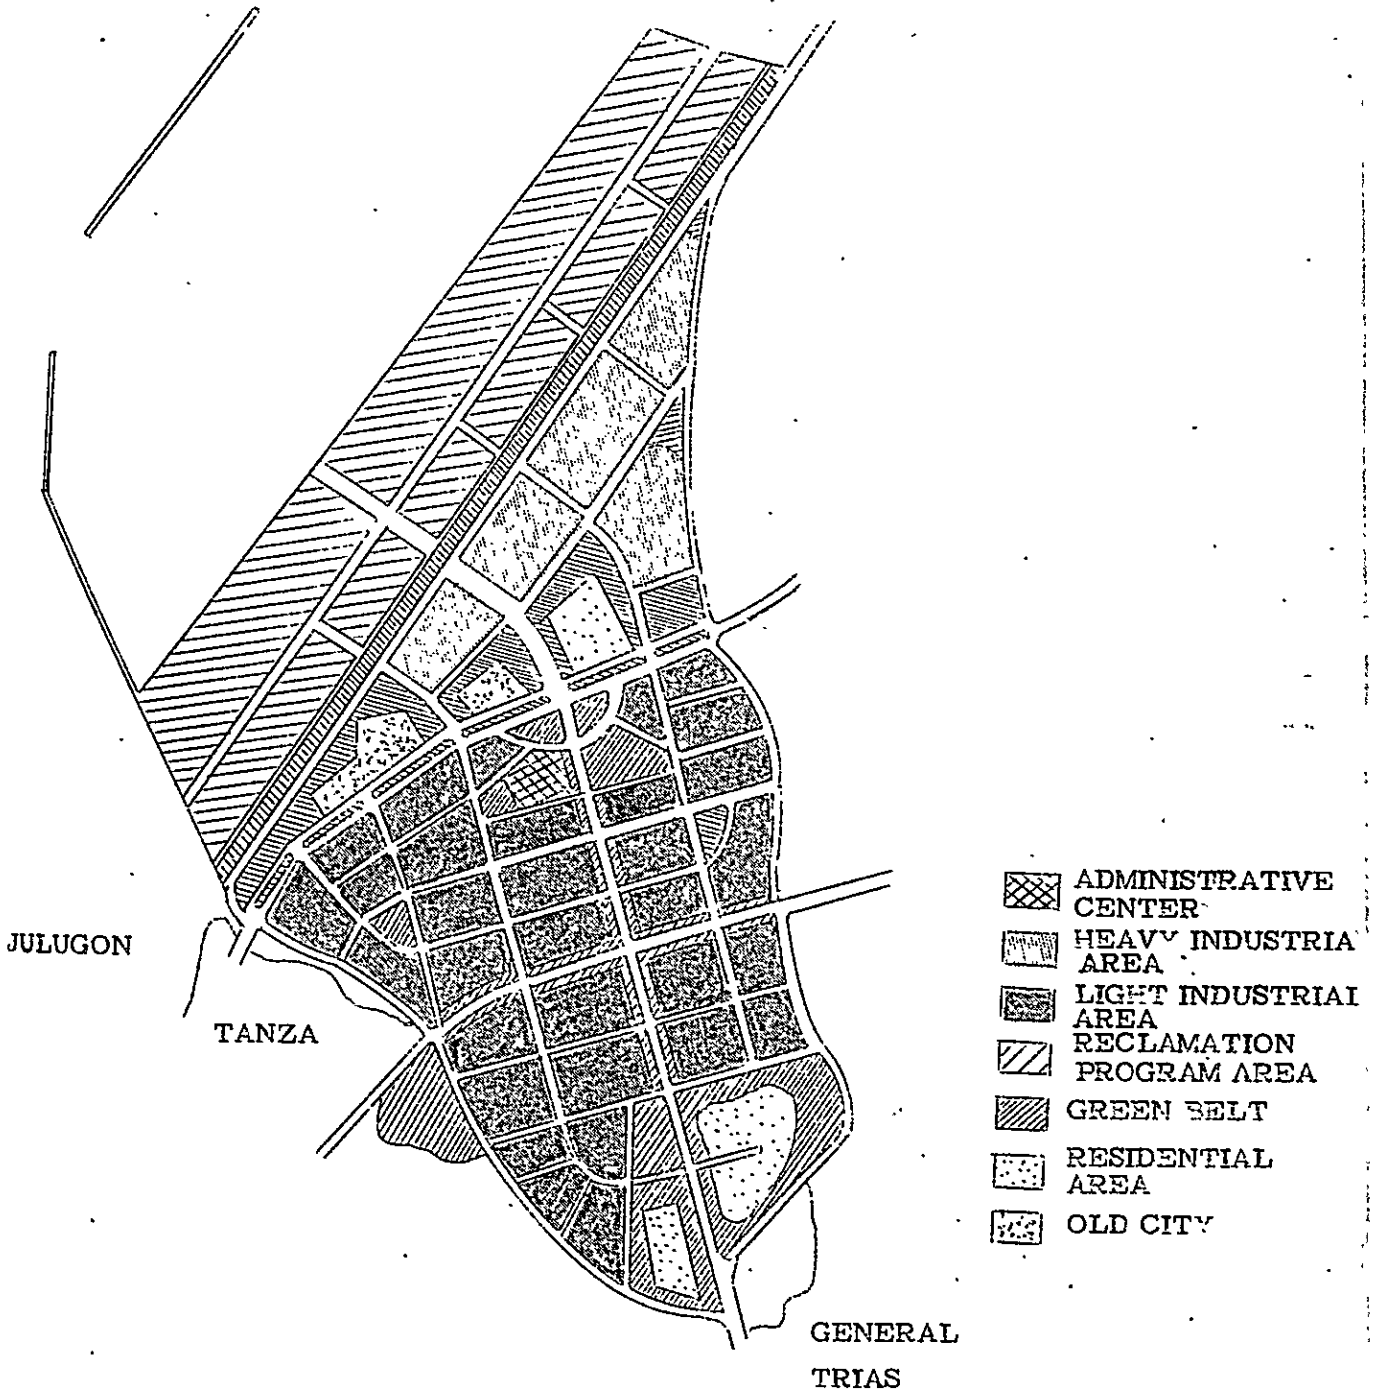 JULUGON
TANZA
GENERAL
TRIAS
ADMINISTRATIVE
CENTER
HEAVY INDUSTRIA
AREA
LIGHT INDUSTRIAL
AREA
RECLAMATION
PROGRAM AREA
GREEN BELT
RESIDENTIAL
AREA
OLD CITY